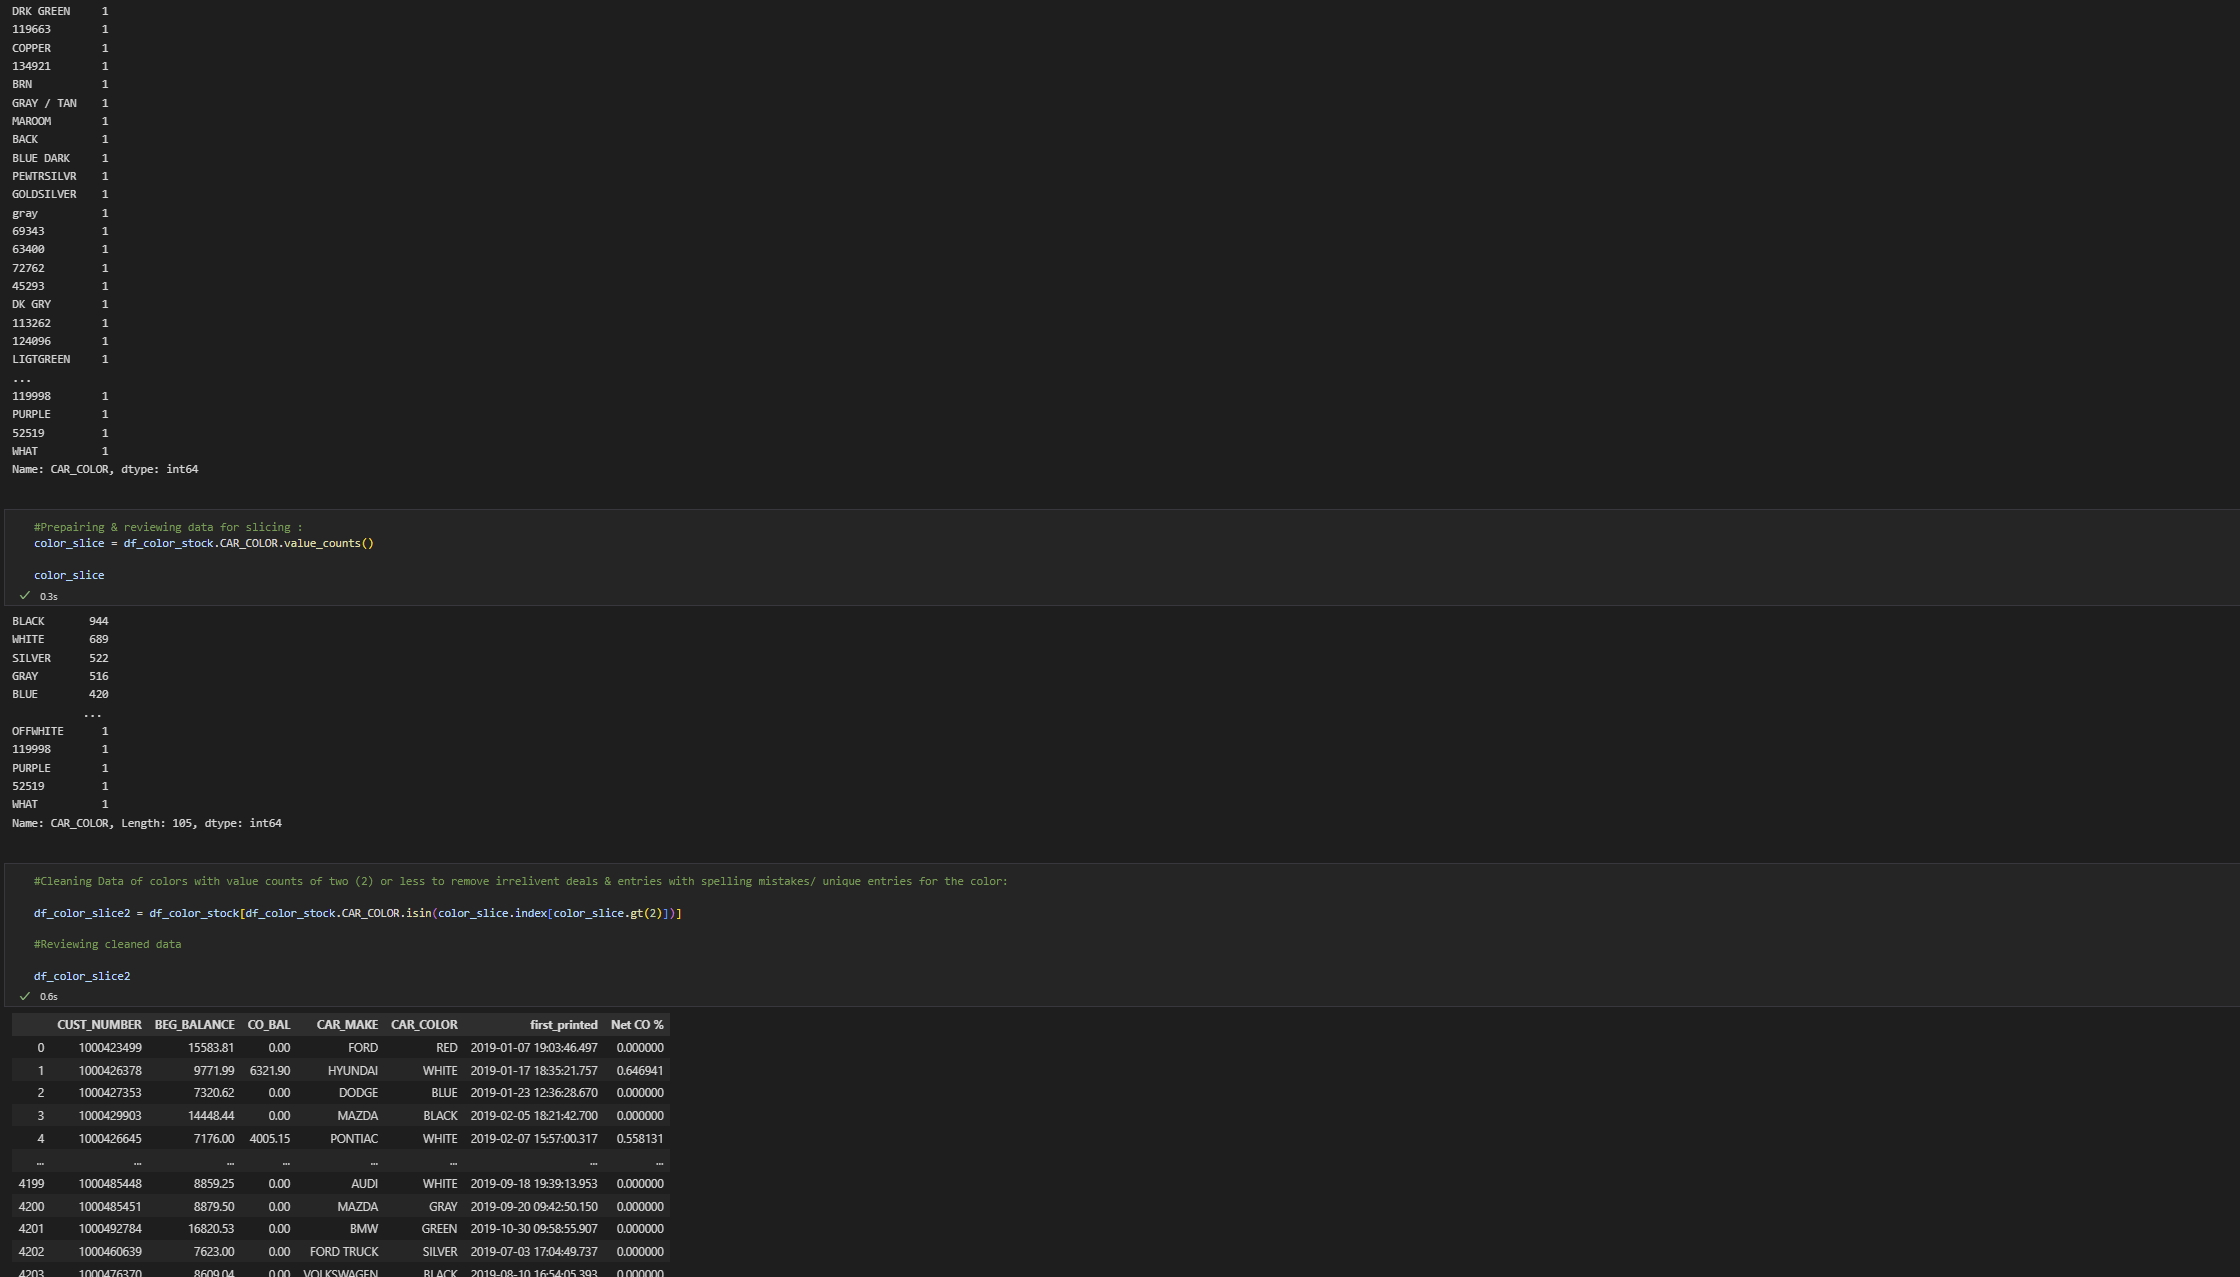 DRK GREEN 1
119663 1
COPPER 1
134921 1
BRN 1
GRAY / TAN 1
MAROOM 1
BACK 1
BLUE DARK 1
PEWTRSILVR 1
GOLDSILVER 1
gray 1
69343 1
63400 1
72762 1
45293 1
DK GRY 1
113262 1
124096 1
LIGTGREEN 1
...
119998 1
PURPLE 1
52519 1
WHAT 1
Name: CAR_COLOR, dtype: int64
#Prepairing & reviewing data for slicing :
color_slice = df_color_stock.CAR_COLOR.value_counts()
color_slice
0.3s
BLACK 944
WHITE 689
SILVER 522
GRAY 516
BLUE 420
...
OFFWHITE 1
119998 1
PURPLE 1
52519 1
WHAT 1
Name: CAR_COLOR, Length: 105, dtype: int64
#Cleaning Data of colors with value counts of two (2) or less to remove irrelivent deals & entries with spelling mistakes/ unique entries for the color:
df_color_slice2 = df_color_stock[df_color_stock.CAR_COLOR.isin(color_slice.index[color_slice.gt(2)])]
#Reviewing cleaned data
df_color_slice2
0.6s
CUST_NUMBER BEG_BALANCE CO_BAL CAR_MAKE CAR_COLOR first_printed Net CO %
0 1000423499 15583.81 0.00 FORD RED 2019-01-07 19:03:46.497 0.000000
1 1000426378 9771.99 6321.90 HYUNDAI WHITE 2019-01-17 18:35:21.757 0.646941
2 1000427353 7320.62 0.00 DODGE BLUE 2019-01-23 12:36:28.670 0.000000
3 1000429903 14448.44 0.00 MAZDA BLACK 2019-02-05 18:21:42.700 0.000000
4 1000426645 7176.00 4005.15 PONTIAC WHITE 2019-02-07 15:57:00.317 0.558131
... ... ... ... ... ... ... ...
4199 1000485448 8859.25 0.00 AUDI WHITE 2019-09-18 19:39:13.953 0.000000
4200 1000485451 8879.50 0.00 MAZDA GRAY 2019-09-20 09:42:50.150 0.000000
4201 1000492784 16820.53 0.00 BMW GREEN 2019-10-30 09:58:55.907 0.000000
4202 1000460639 7623.00 0.00 FORD TRUCK SILVER 2019-07-03 17:04:49.737 0.000000
4203 1000476370 8609.04 0.00 VOLKSWAGEN BLACK 2019-08-10 16:54:05.393 0.000000